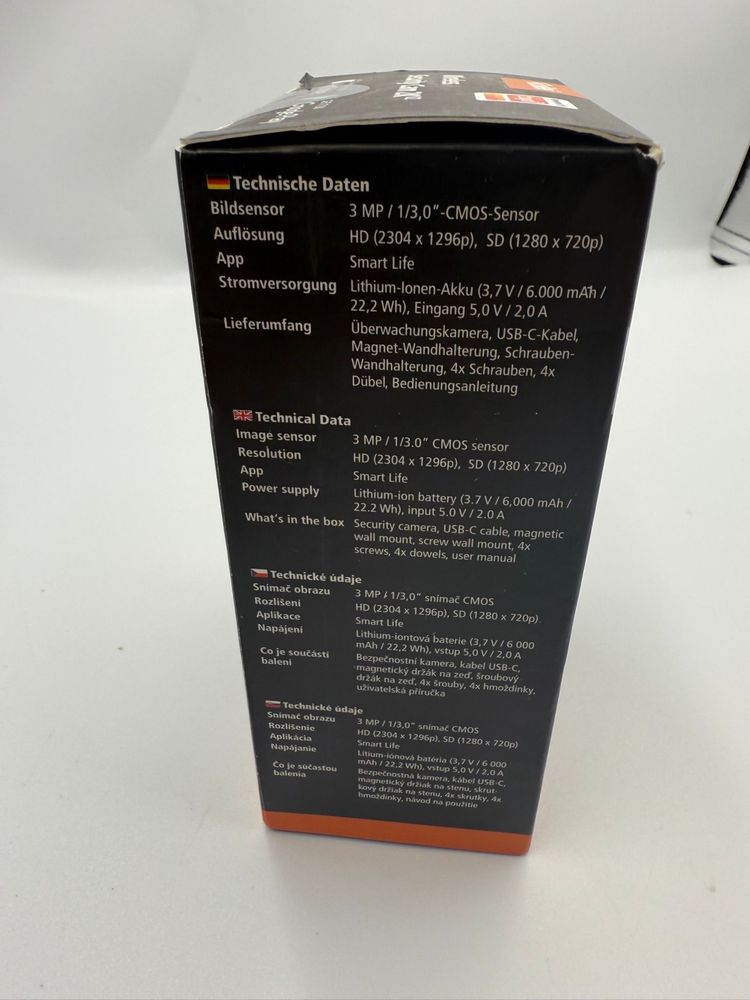 Technische Daten
Bildsensor 3 MP / 1/3,0"-CMOS-Sensor
Auflösung HD (2304 x 1296p), SD (1280 x 720p)
App Smart Life
Stromversorgung Lithium-Ionen-Akku (3,7 V / 6.000 mAh /
22,2 Wh), Eingang 5,0 V / 2,0 A
Lieferumfang Überwachungskamera, USB-C-Kabel,
Magnet-Wandhalterung, Schrauben-
Wandhalterung, 4x Schrauben, 4x
Dübel, Bedienungsanleitung
Technical Data
Image sensor 3 MP / 1/3.0" CMOS sensor
Resolution HD (2304 x 1296p), SD (1280 x 720p)
App Smart Life
Power supply Lithium-ion battery (3.7 V / 6,000 mAh /
22.2 Wh), input 5.0 V / 2.0 A
What's in the box Security camera, USB-C cable, magnetic
wall mount, screw wall mount, 4x
screws, 4x dowels, user manual
Technické údaje
Snímač obrazu 3 MP / 1/3,0" snímač CMOS
Rozlišení HD (2304 x 1296p), SD (1280 x 720p)
Aplikace Smart Life
Napájení Lithium-iontová baterie (3,7 V / 6 000
mAh / 22,2 Wh), vstup 5,0 V / 2,0 A
Co je součástí Bezpečnostní kamera, kabel USB-C,
balení magnetický držák na zeď, šroubový
držák na zeď, 4x šrouby, 4x hmoždinky,
uživatelská příručka
Technické údaje
Snímač obrazu 3 MP / 1/3,0" snímač CMOS
Rozlíšenie HD (2304 x 1296p), SD (1280 x 720p)
Aplikácia Smart Life
Napájanie Lítium-iónová batéria (3,7 V / 6 000
mAh / 22,2 Wh), vstup 5,0 V / 2,0 A
Čo je súčasťou Bezpečnostná kamera, kábel USB-C,
balenia magnetický držiak na stenu, skrut-
kový držiak na stenu, 4x skrutky, 4x
hmoždinky, návod na použitie